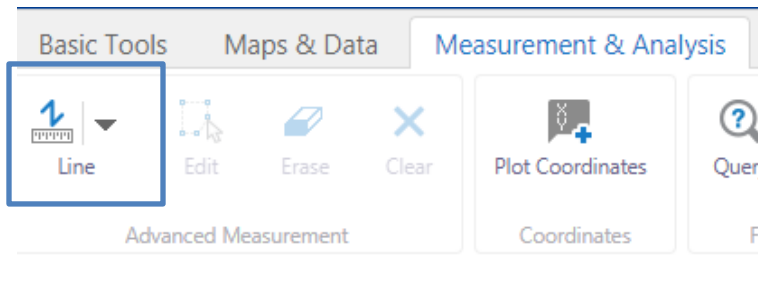 Basic Tools Maps & Data Measurement & Analysis
Line Edit Erase Clear Plot Coordinates
Advanced Measurement Coordinates